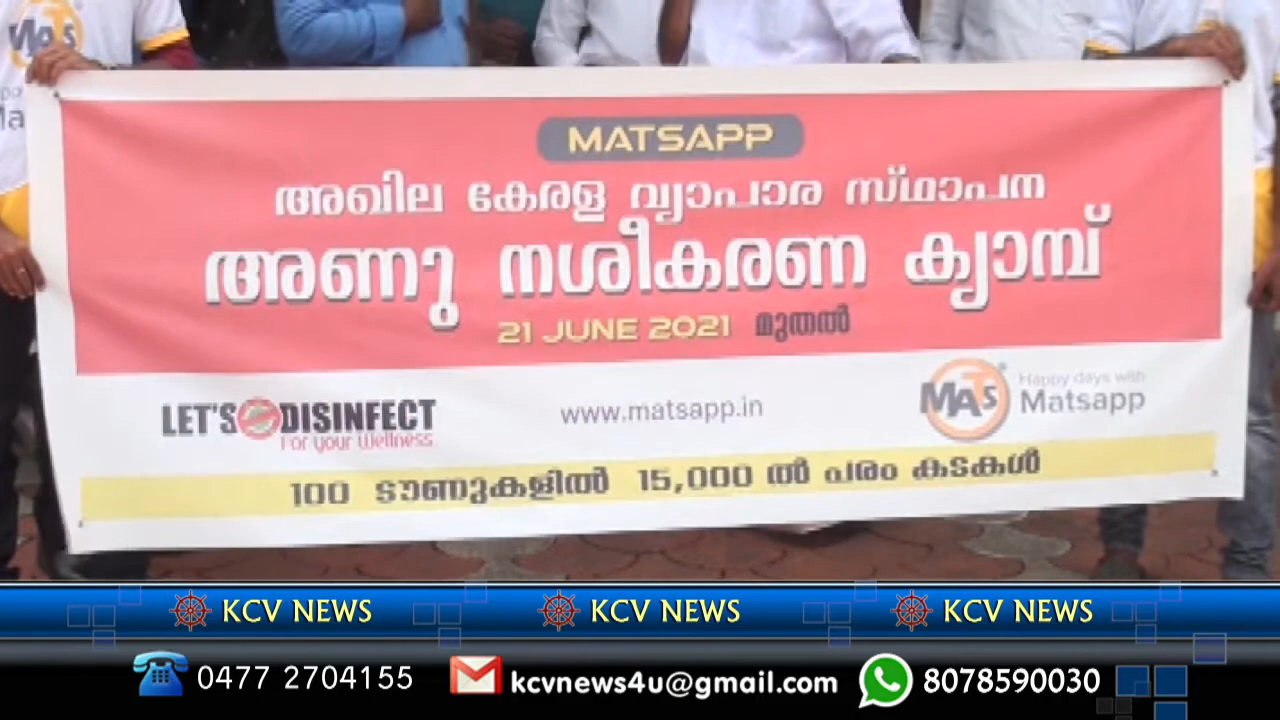 MATSAPP
അഖില കേരള വ്യാപാര സ്ഥാപന
അണു നശീകരണ ക്യാമ്പ്
21 JUNE 2021 മുതൽ
LET'S DISINFECT
For your Wellness
www.matsapp.in
MATS
Happy days with
Matsapp
100 ടൗണുകളിൽ 15,000 ൽ പരം കടകൾ
KCV NEWS KCV NEWS KCV NEWS
0477 2704155 kcvnews4u@gmail.com 8078590030